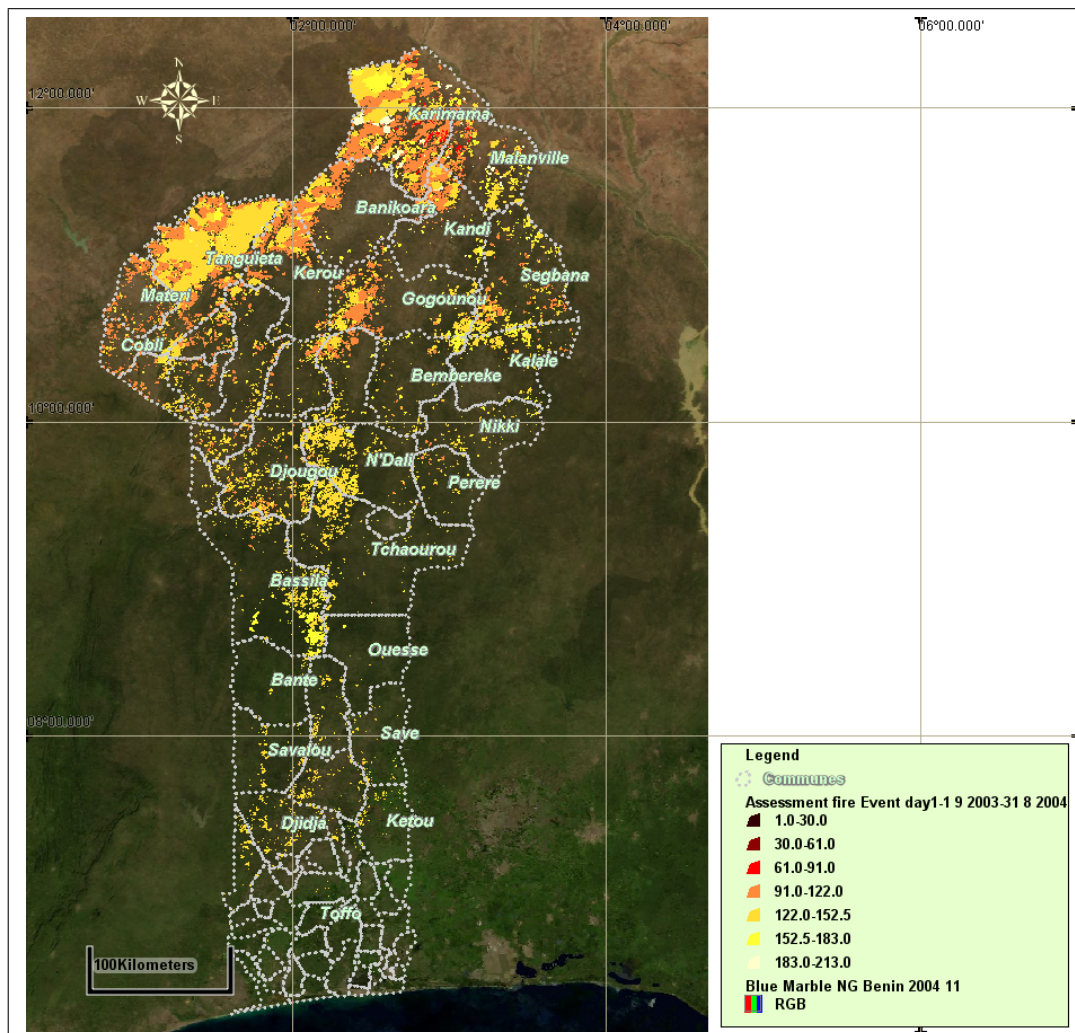 02°00.000'
04°00.000'
06°00.000'
N
W E
S
12°00.000'
Karimama
Malanville
Banikoara
Kandi
Tanguieta
Kerou
Segbana
Materi
Gogounou
Cobli
Kalale
Bembereke
10°00.000'
Nikki
N'Dali
Djougou
Perere
Tchaourou
Bassila
Ouesse
Bante
08°00.000'
Save
Savalou
Djidja
Ketou
Toffo
100Kilometers
Legend
Communes
Assessment fire Event day1-1 9 2003-31 8 2004
1.0-30.0
30.0-61.0
61.0-91.0
91.0-122.0
122.0-152.5
152.5-183.0
183.0-213.0
Blue Marble NG Benin 2004 11
RGB